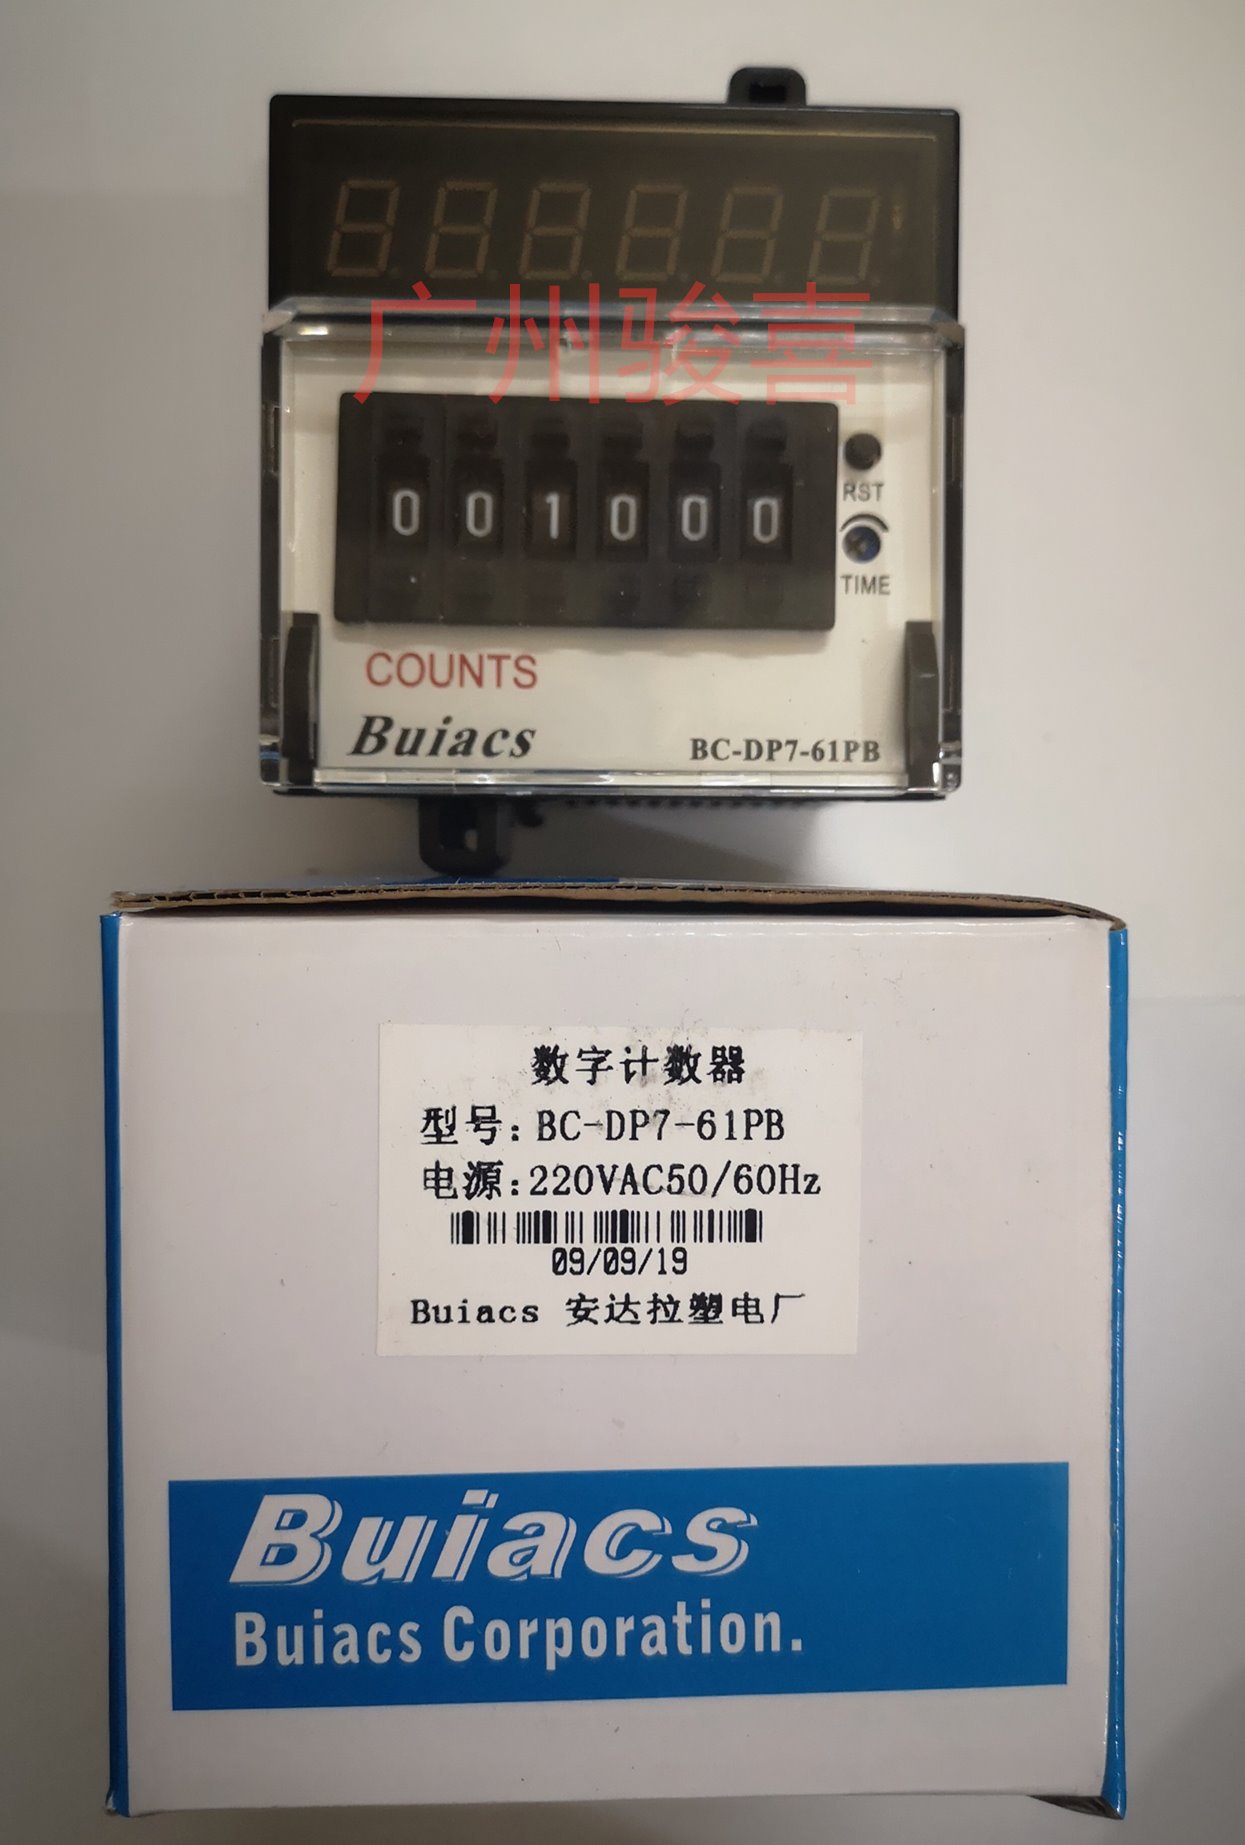 广州骏喜
001000
RST
TIME
COUNTS
Buiacs
BC-DP7-61PB
数字计数器
型号:BC-DP7-61PB
电源:220VAC50/60Hz
09/09/19
Buiacs 安达拉塑电厂
Buiacs
Buiacs Corporation.